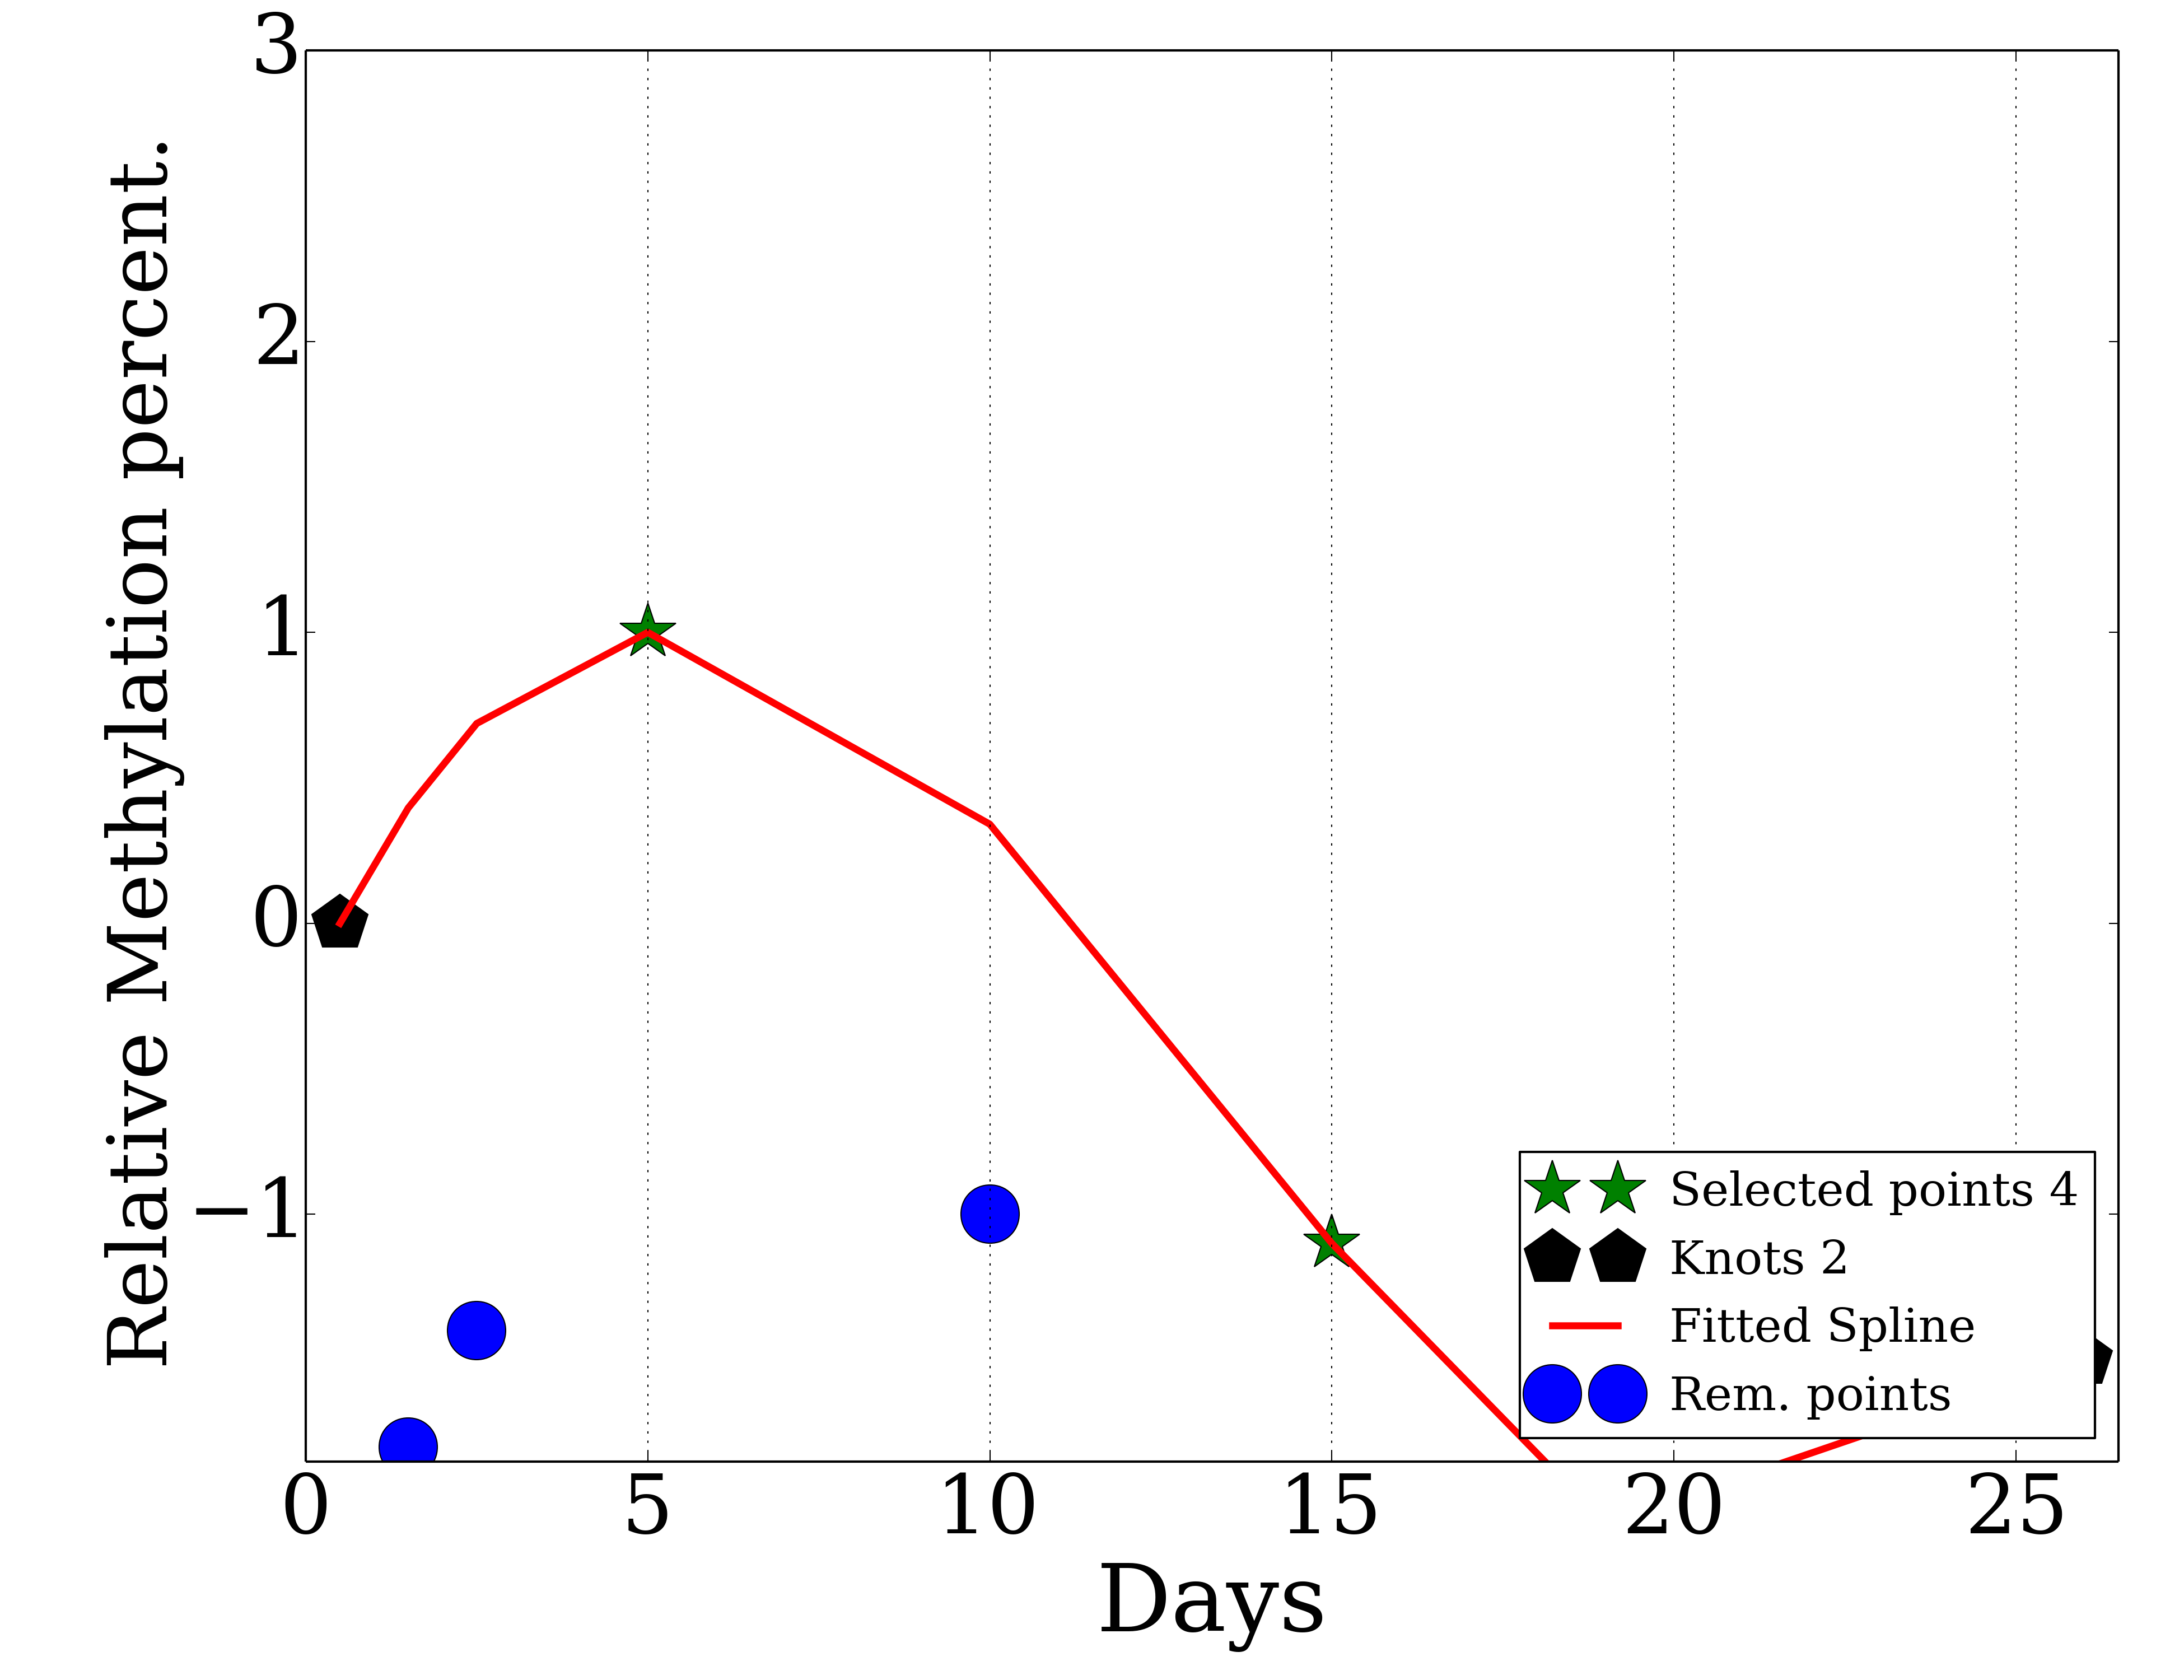 Relative Methylation percent.
3
2
1
0
−1
0 5 10 15 20 25
Days
Selected points 4
Knots 2
Fitted Spline
Rem. points